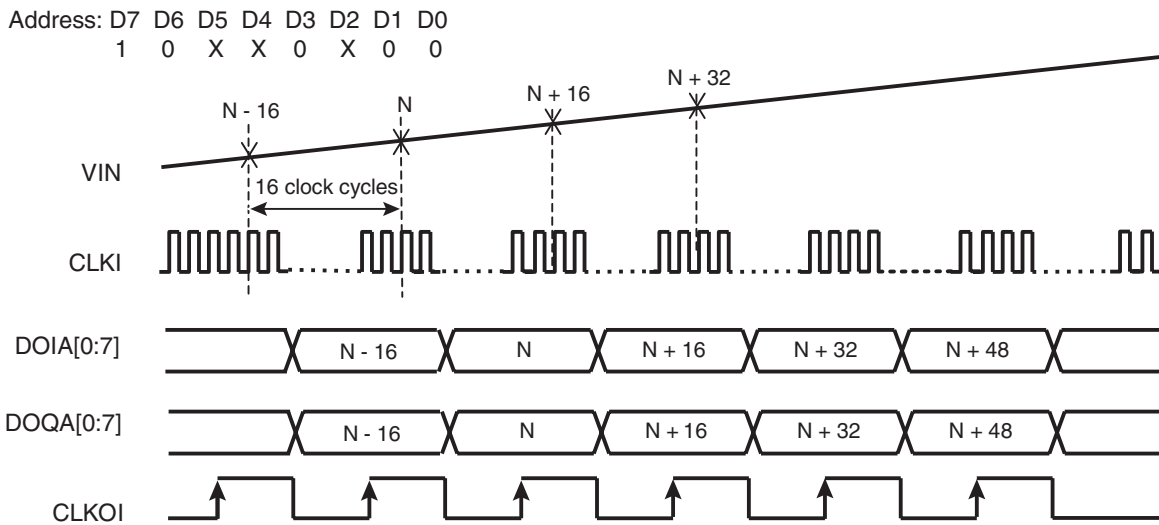 Address: D7 D6 D5 D4 D3 D2 D1 D0
1 0 X X 0 X 0 0
N - 16
N
N + 16
N + 32
VIN
16 clock cycles
CLKI
DOIA[0:7]
N - 16
N
N + 16
N + 32
N + 48
DOQA[0:7]
N - 16
N
N + 16
N + 32
N + 48
CLKOI